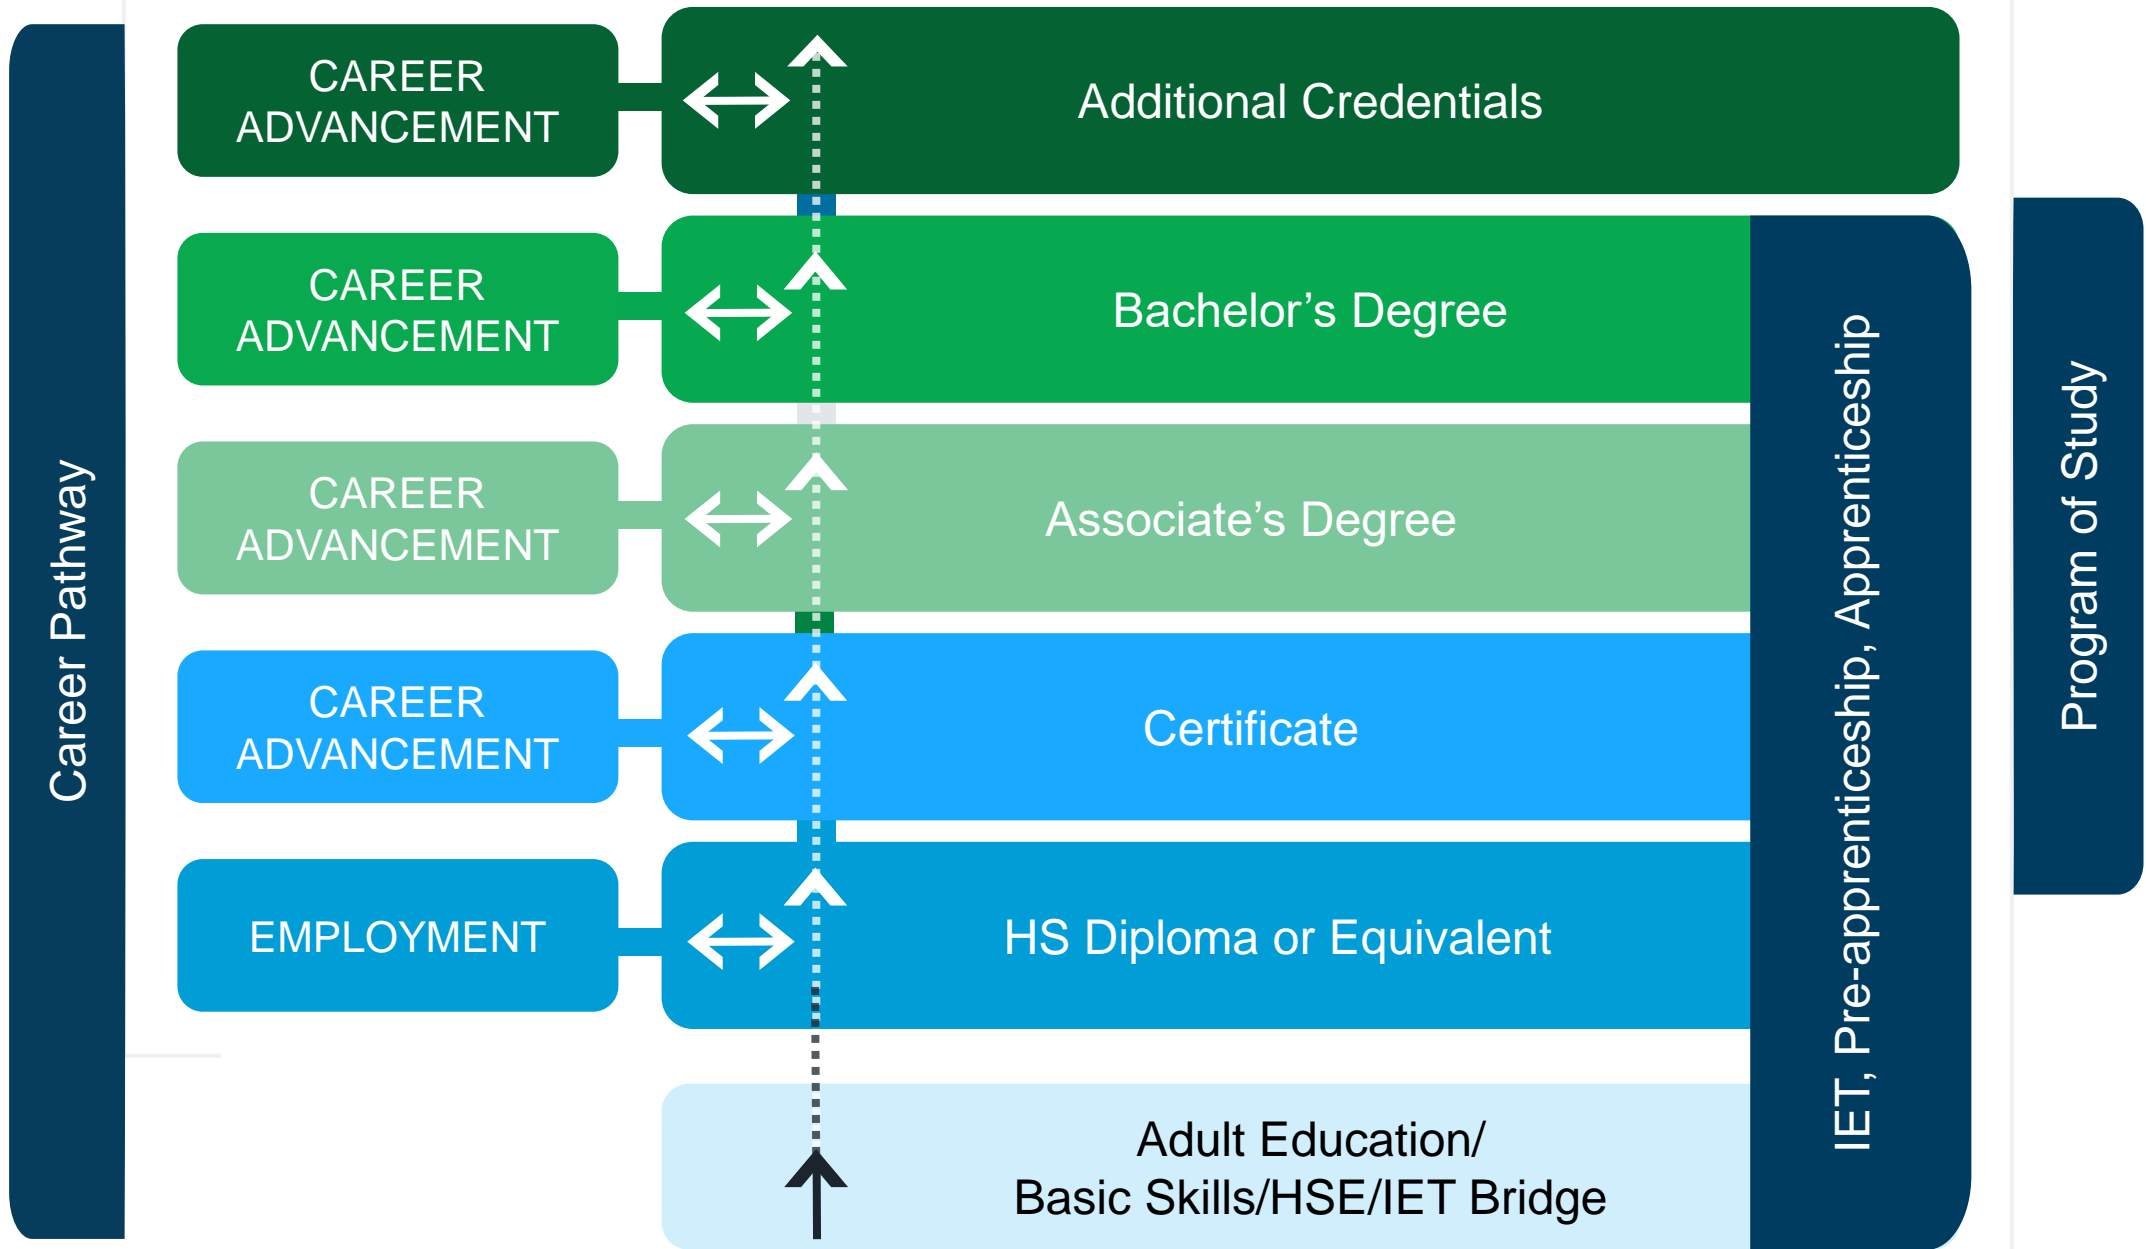 Career Pathway
CAREER
ADVANCEMENT
Additional Credentials
CAREER
ADVANCEMENT
Bachelor’s Degree
CAREER
ADVANCEMENT
Associate’s Degree
CAREER
ADVANCEMENT
Certificate
EMPLOYMENT
HS Diploma or Equivalent
Adult Education/
Basic Skills/HSE/IET Bridge
IET, Pre-apprenticeship, Apprenticeship
Program of Study